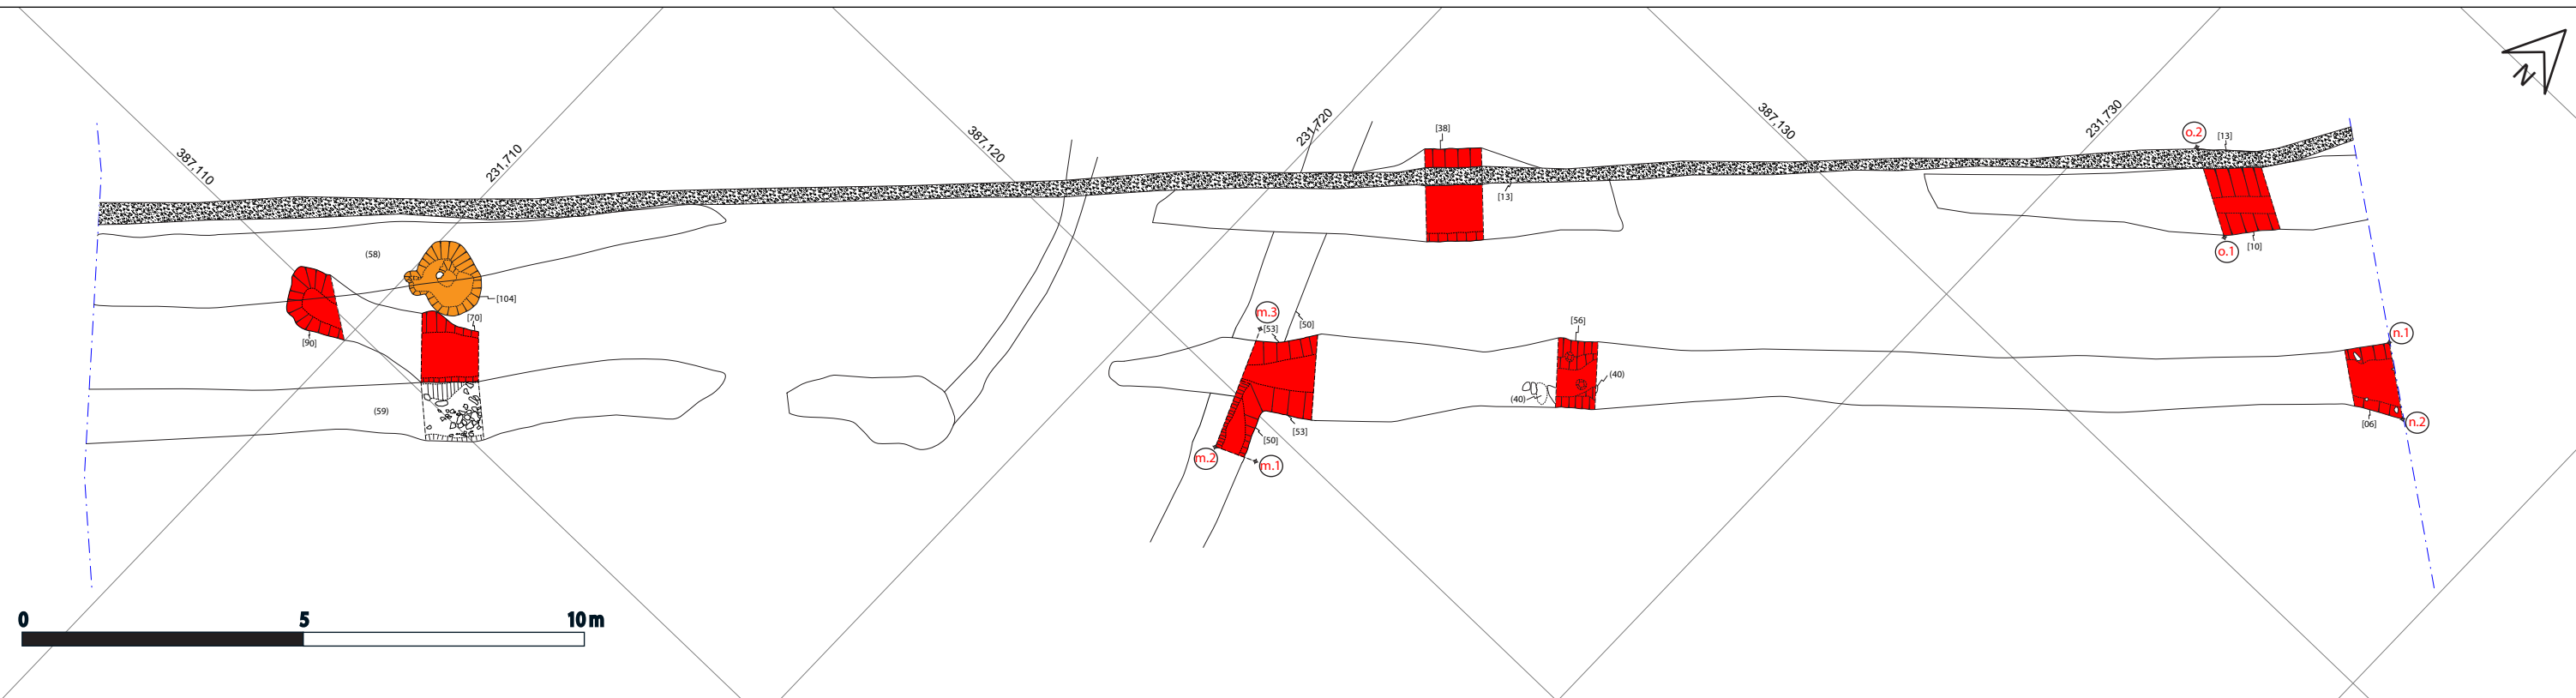 N
387,110
231,710
387,120
231,720
387,130
231,730
[38]
[13]
o.2
[13]
o.1
[10]
(58)
[104]
[90]
[70]
(59)
m.3
[53]
[50]
[56]
(40)
(40)
[53]
[50]
m.2
m.1
n.1
n.2
[06]
0 5 10 m